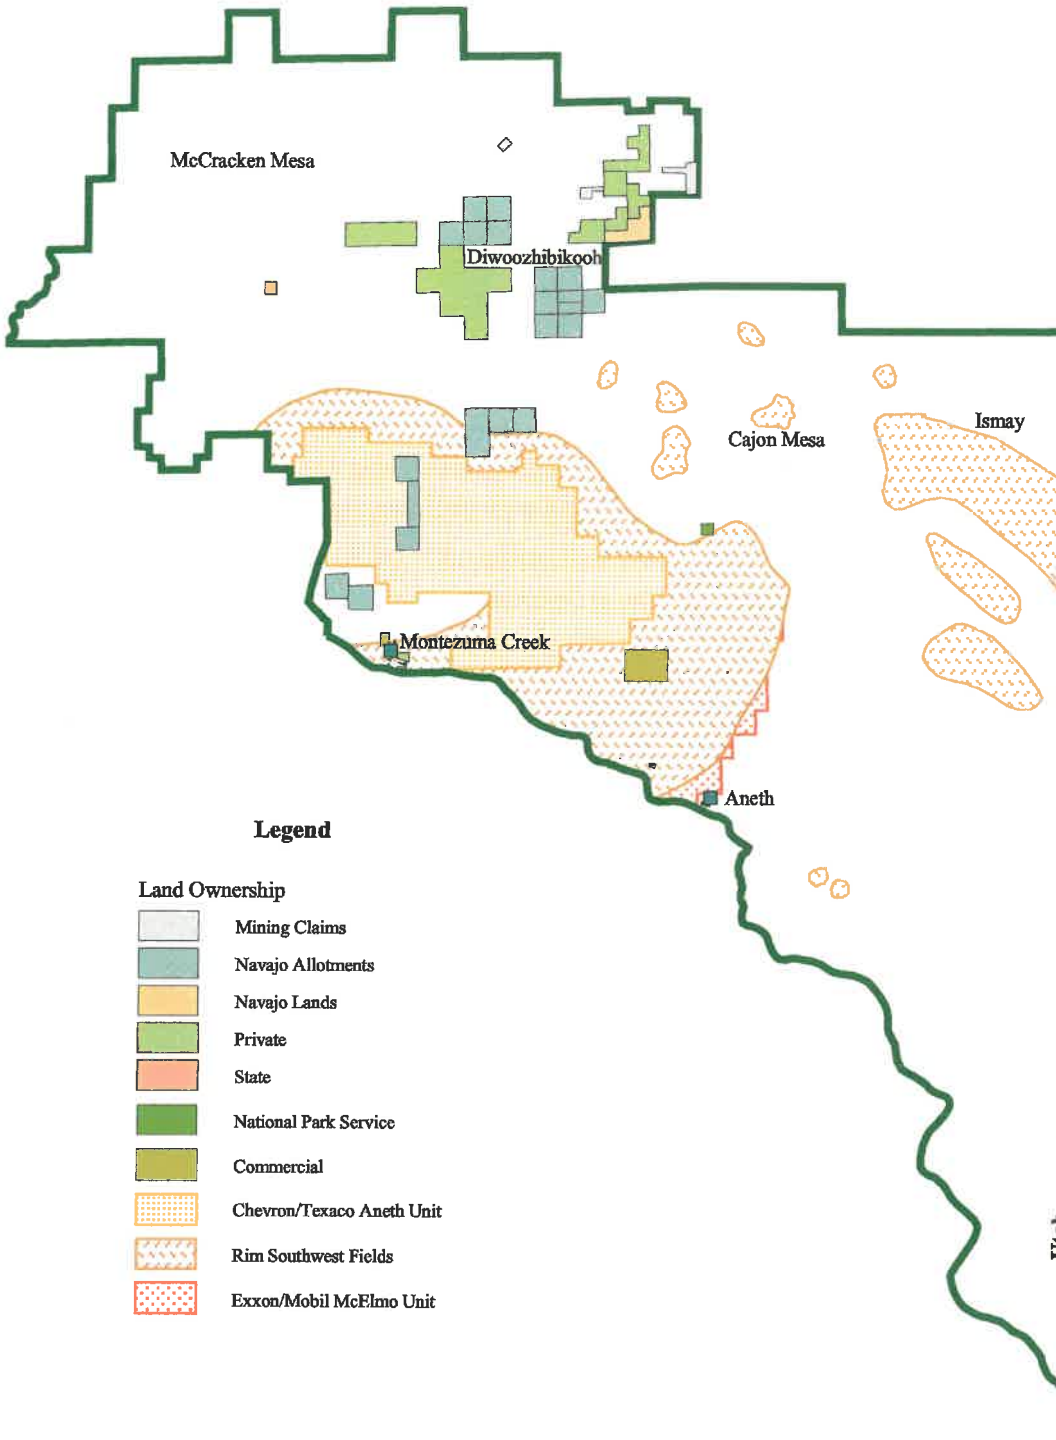 McCracken Mesa
Diwoozhibikooh
Ismay
Cajon Mesa
Montezuma Creek
Aneth
Legend
Land Ownership
Mining Claims
Navajo Allotments
Navajo Lands
Private
State
National Park Service
Commercial
Chevron/Texaco Aneth Unit
Rim Southwest Fields
Exxon/Mobil McElmo Unit